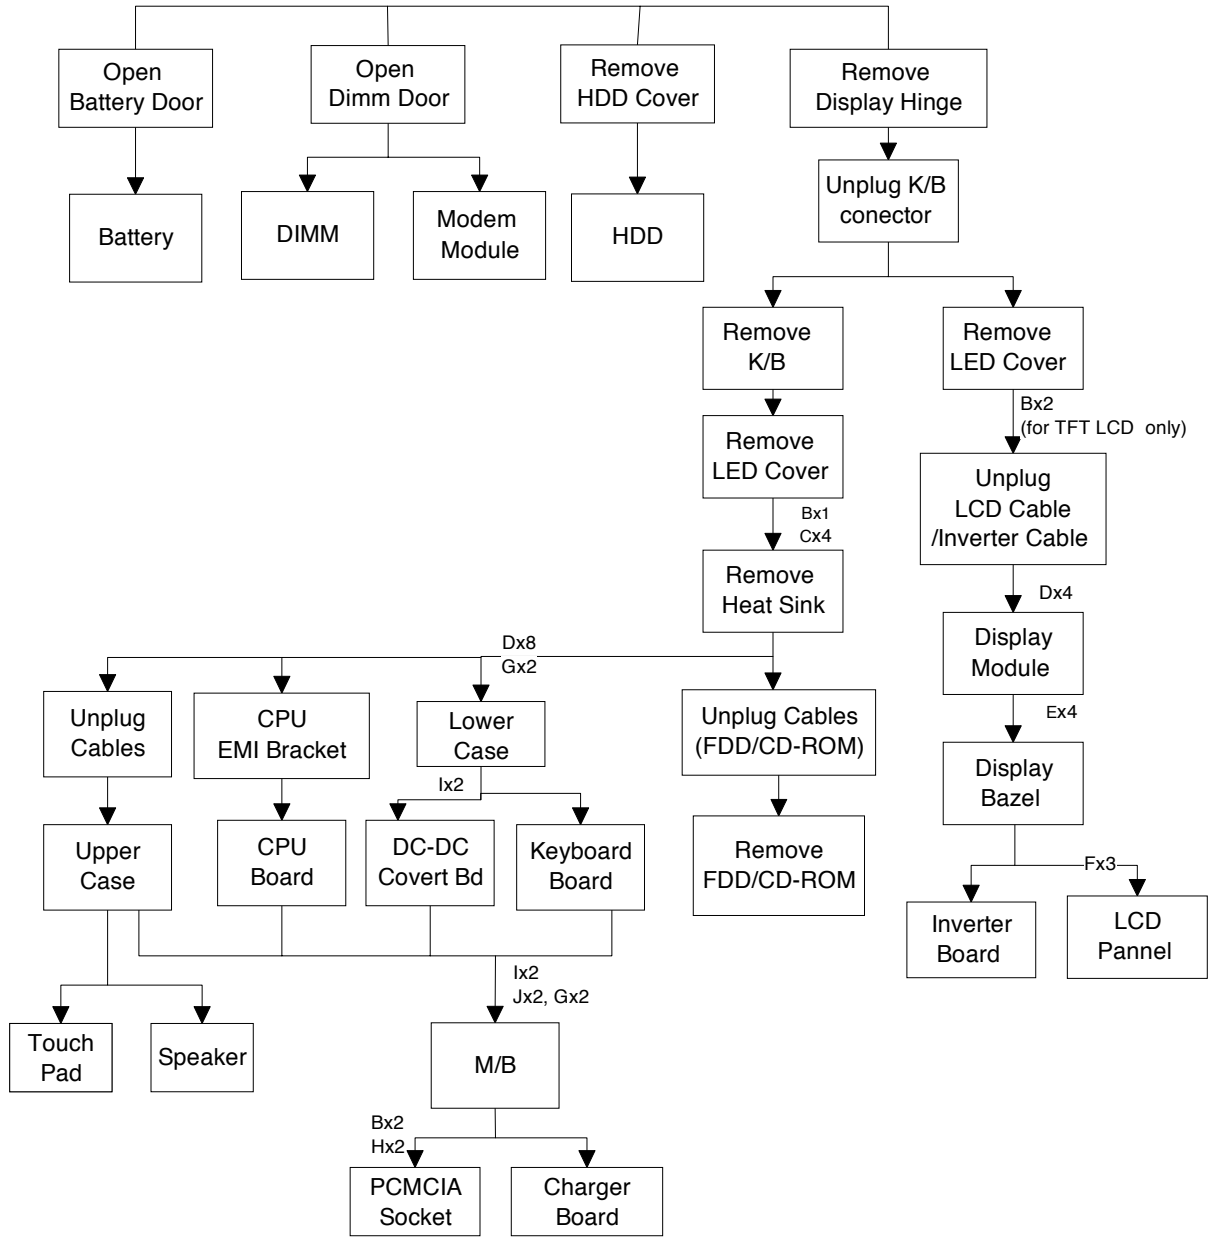 Open
Battery Door
Open
Dimm Door
Remove
HDD Cover
Remove
Display Hinge
Battery
DIMM
Modem
Module
HDD
Unplug K/B
conector
Remove
K/B
Remove
LED Cover
Bx2
(for TFT LCD only)
Remove
LED Cover
Unplug
LCD Cable
/Inverter Cable
Bx1
Cx4
Remove
Heat Sink
Dx4
Display
Module
Dx8
Gx2
Unplug
Cables
CPU
EMI Bracket
Lower
Case
Unplug Cables
(FDD/CD-ROM)
Ex4
Display
Bazel
Ix2
Upper
Case
CPU
Board
DC-DC
Covert Bd
Keyboard
Board
Remove
FDD/CD-ROM
Fx3
Inverter
Board
LCD
Pannel
Ix2
Jx2, Gx2
Touch
Pad
Speaker
M/B
Bx2
Hx2
PCMCIA
Socket
Charger
Board